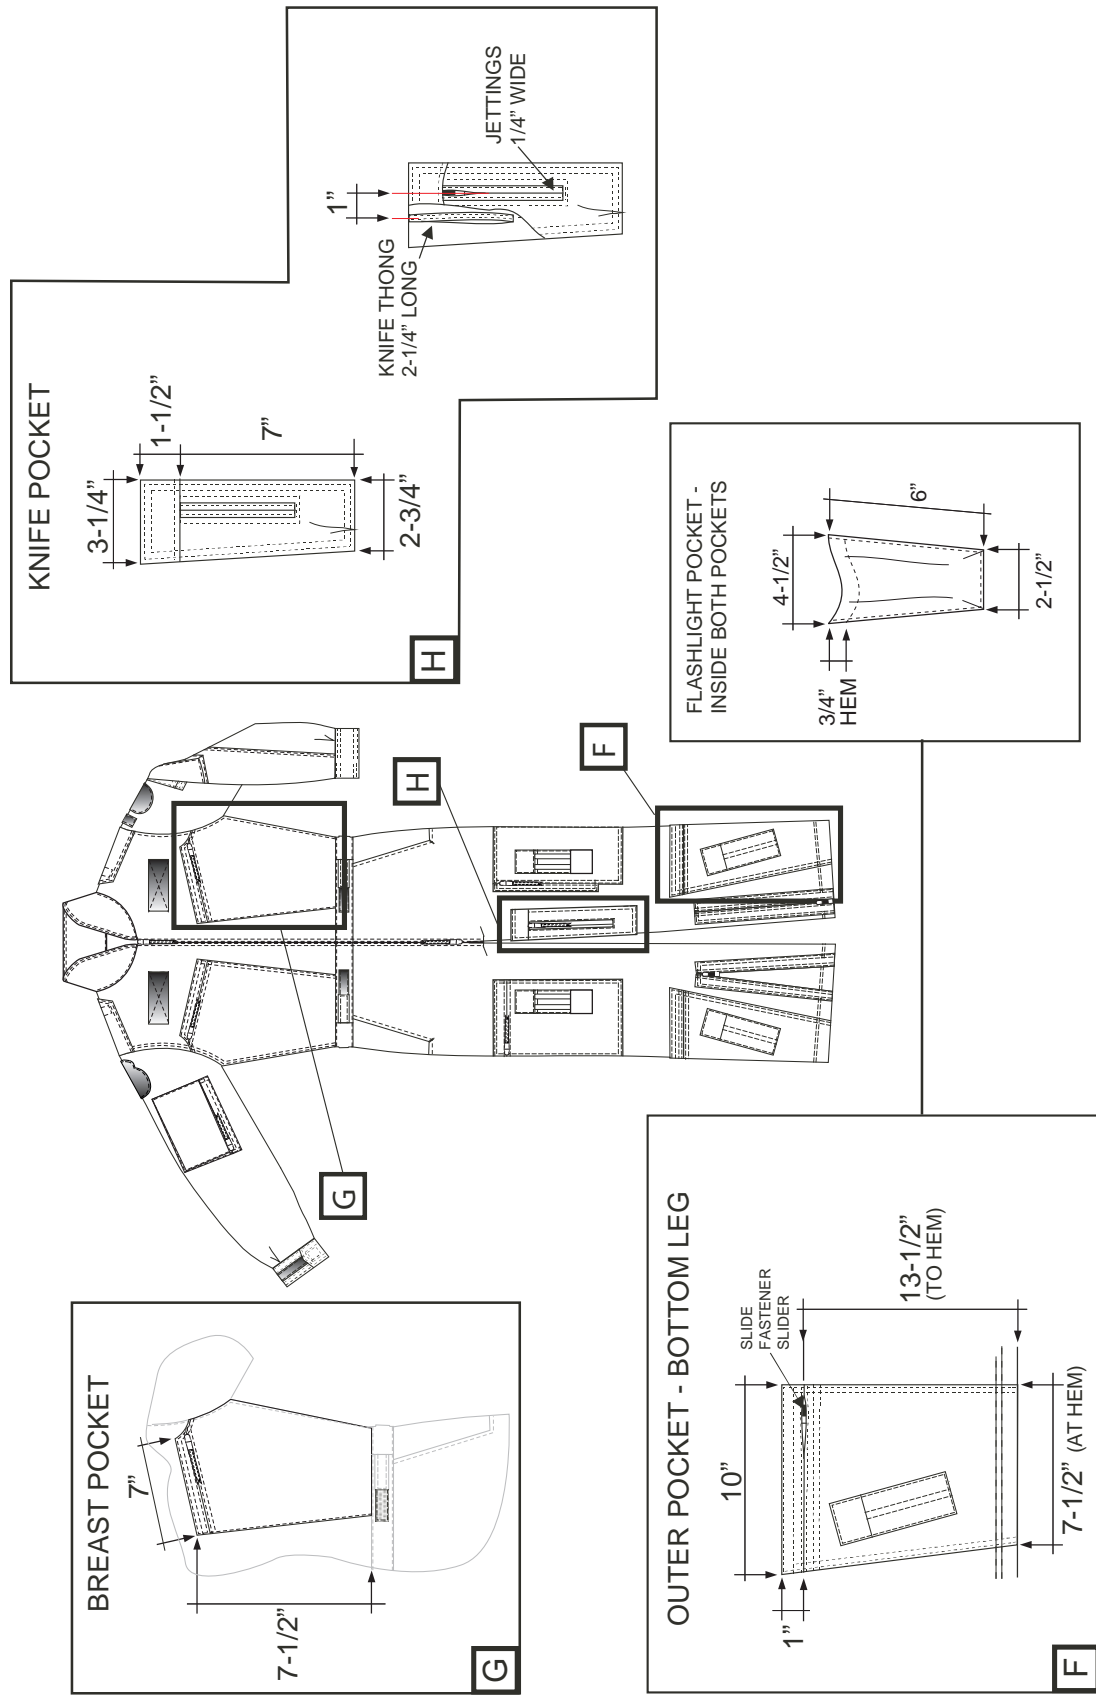 BREAST POCKET
7”
7-1/2”
G
G
KNIFE POCKET
3-1/4”
1-1/2”
7”
2-3/4”
1”
KNIFE THONG
2-1/4” LONG
JETTINGS
1/4” WIDE
H
H
F
OUTER POCKET - BOTTOM LEG
10”
SLIDE
FASTENER
SLIDER
1”
13-1/2”
(TO HEM)
7-1/2” (AT HEM)
F
FLASHLIGHT POCKET -
INSIDE BOTH POCKETS
4-1/2”
3/4”
HEM
6”
2-1/2”